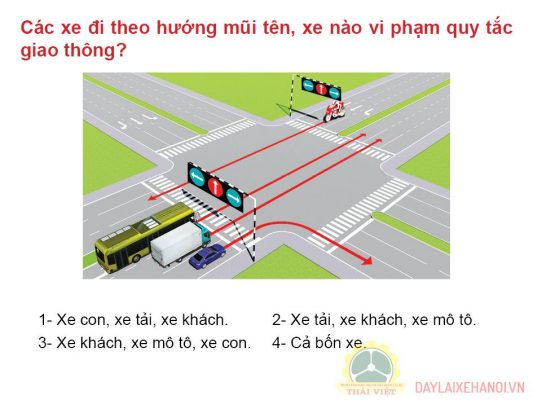 Các xe đi theo hướng mũi tên, xe nào vi phạm quy tắc
giao thông?
1- Xe con, xe tải, xe khách.
2- Xe tải, xe khách, xe mô tô.
3- Xe khách, xe mô tô, xe con.
4- Cả bốn xe.
THÁI VIỆT
DAYLAIXEHANOI.VN